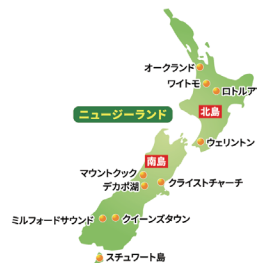 オークランド
ワイトモ
ロトルア
ニュージーランド
北島
ウェリントン
南島
マウントクック
デカポ湖
クライストチャーチ
ミルフォードサウンド
クイーンズタウン
スチュワート島